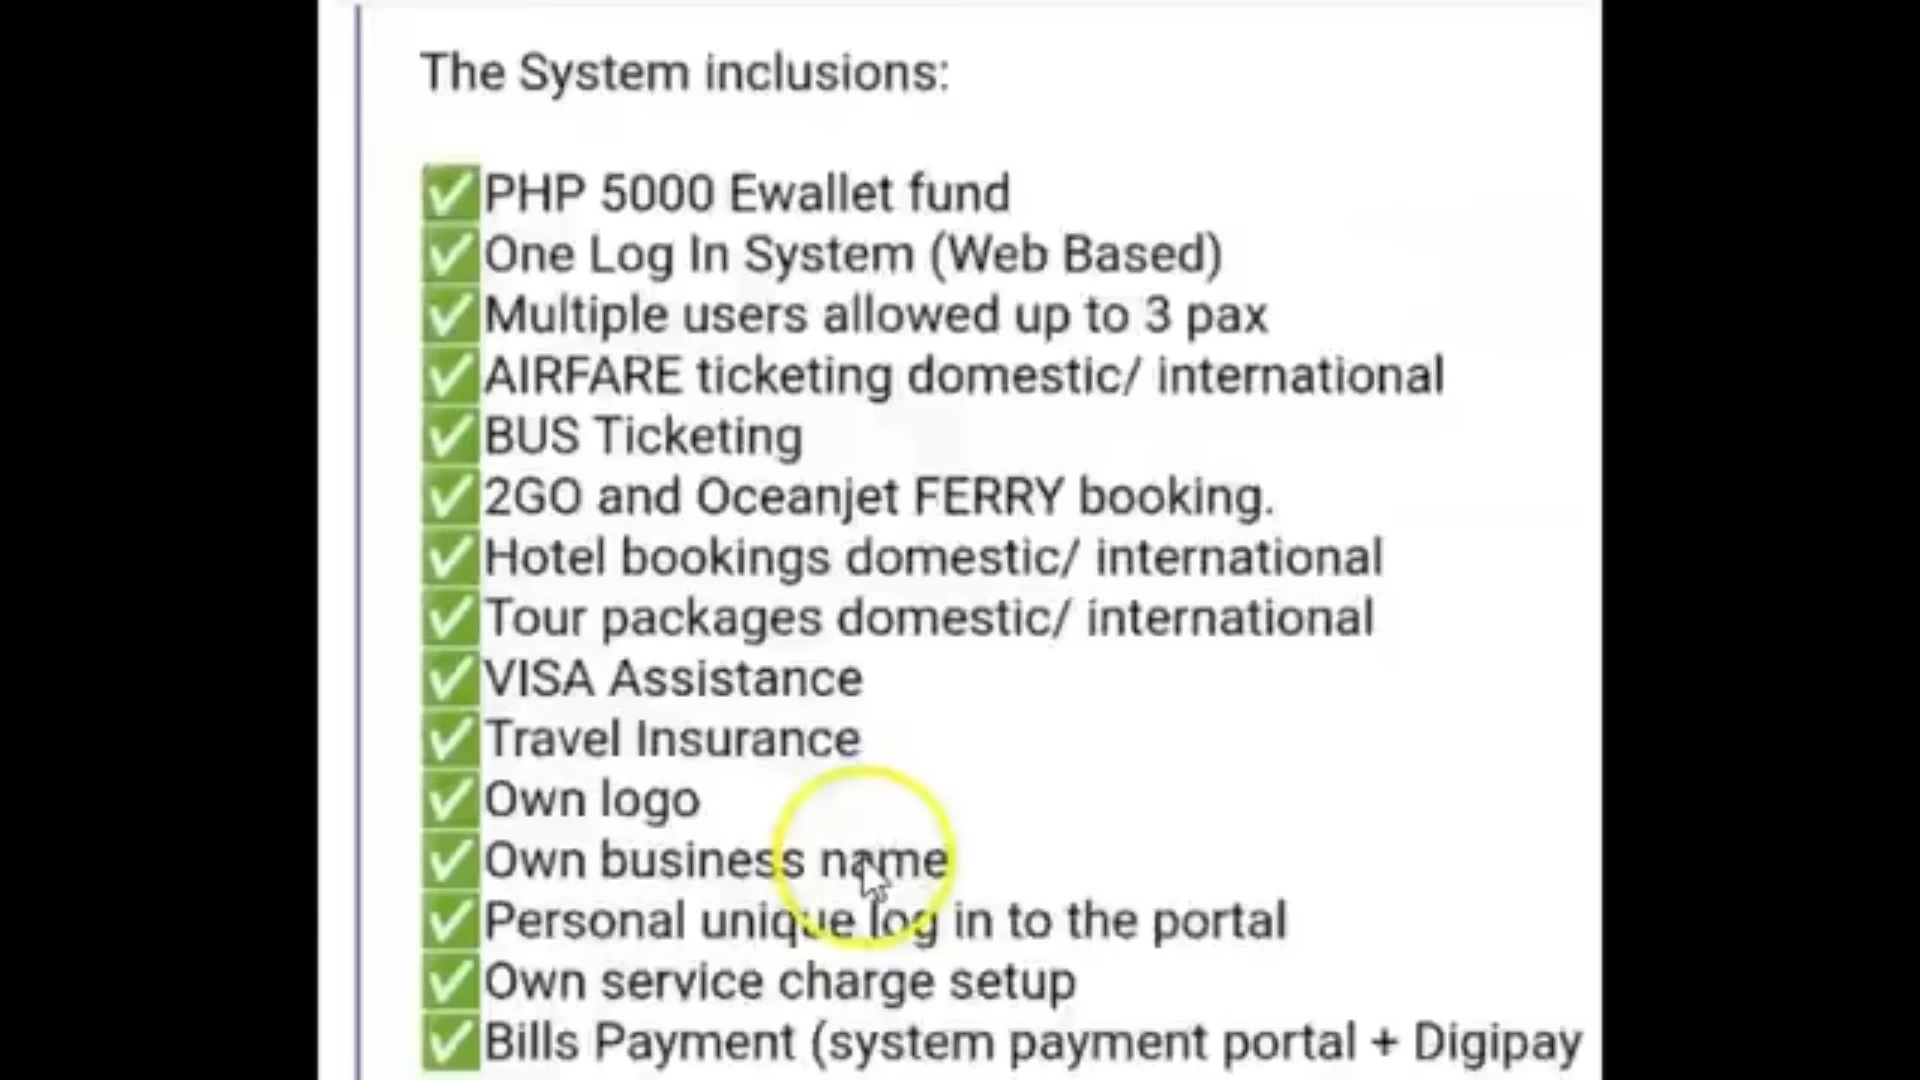 The System inclusions:
✅PHP 5000 Ewallet fund
✅One Log In System (Web Based)
✅Multiple users allowed up to 3 pax
✅AIRFARE ticketing domestic/ international
✅BUS Ticketing
✅2GO and Oceanjet FERRY booking.
✅Hotel bookings domestic/ international
✅Tour packages domestic/ international
✅VISA Assistance
✅Travel Insurance
✅Own logo
✅Own business name
✅Personal unique log in to the portal
✅Own service charge setup
✅Bills Payment (system payment portal + Digipay